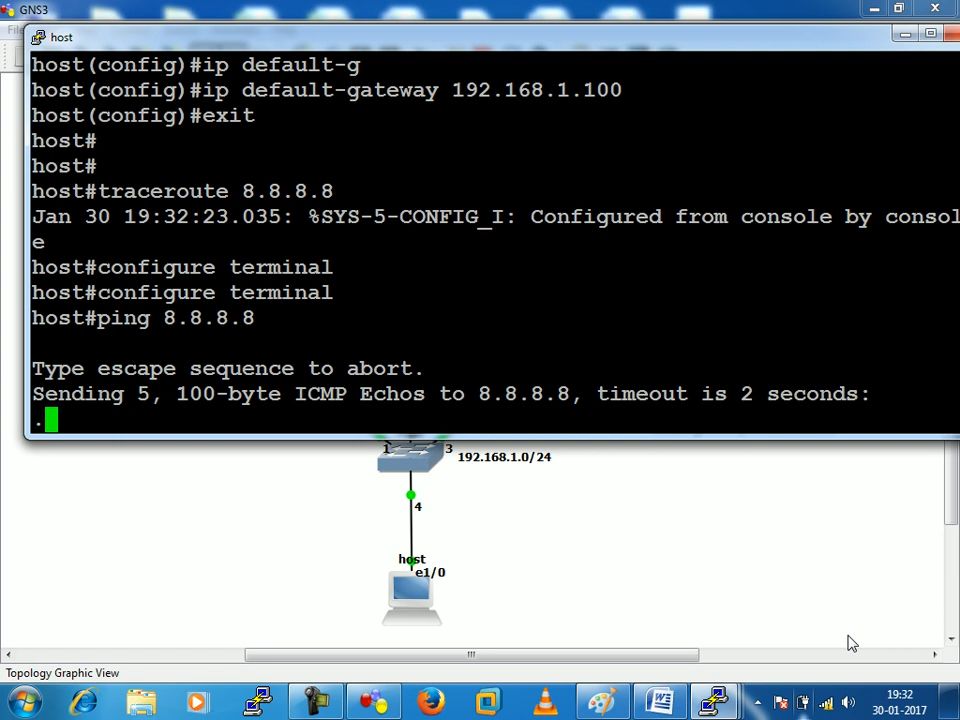 GNS3
host
host(config)#ip default-g
host(config)#ip default-gateway 192.168.1.100
host(config)#exit
host#
host#
host#traceroute 8.8.8.8
Jan 30 19:32:23.035: %SYS-5-CONFIG_I: Configured from console by consol
e
host#configure terminal
host#configure terminal
host#ping 8.8.8.8
Type escape sequence to abort.
Sending 5, 100-byte ICMP Echos to 8.8.8.8, timeout is 2 seconds:
.
1 3 192.168.1.0/24
4
host
e1/0
Topology Graphic View
19:32
30-01-2017